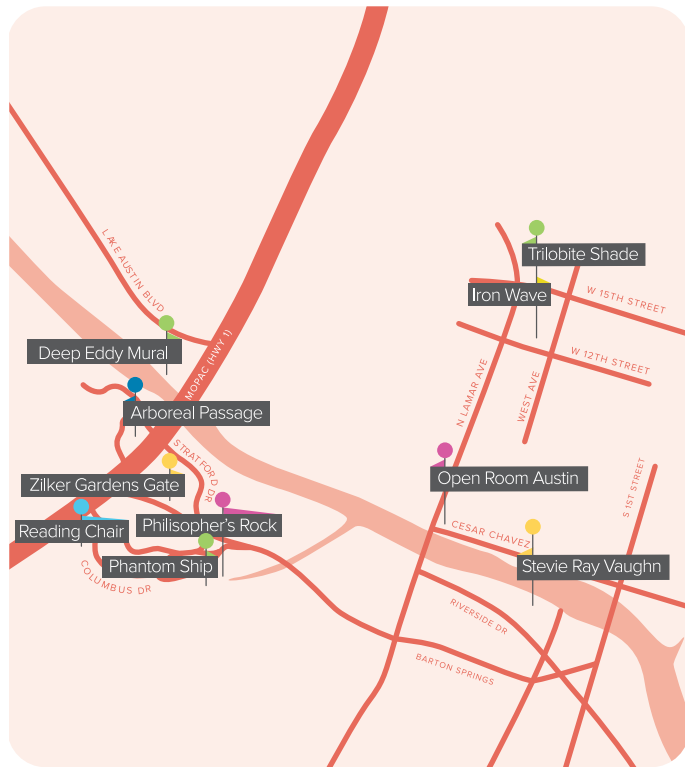 LAKE AUSTIN BLVD
MOPAC (HWY 1)
Trilobite Shade
Iron Wave
W 15TH STREET
Deep Eddy Mural
W 12TH STREET
Arboreal Passage
N LAMAR AVE
WEST AVE
STRATFORD DR
Zilker Gardens Gate
Open Room Austin
S 1ST STREET
Reading Chair
Philisopher's Rock
CESAR CHAVEZ
Phantom Ship
Stevie Ray Vaughn
COLUMBUS DR
RIVERSIDE DR
BARTON SPRINGS